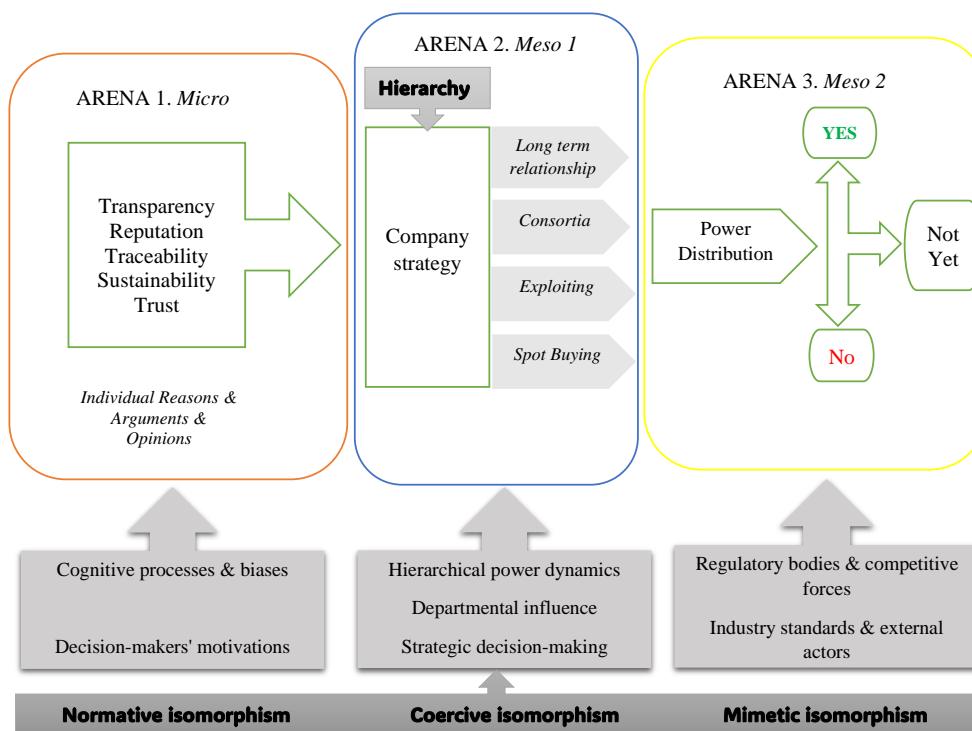 ARENA 1. Micro
Transparency
Reputation
Traceability
Sustainability
Trust
Individual Reasons &
Arguments &
Opinions
ARENA 2. Meso 1
Hierarchy
Company
strategy
Long term
relationship
Consortia
Exploiting
Spot Buying
ARENA 3. Meso 2
YES
Power
Distribution
Not
Yet
No
Cognitive processes & biases
Decision-makers' motivations
Hierarchical power dynamics
Departmental influence
Strategic decision-making
Regulatory bodies & competitive
forces
Industry standards & external
actors
Normative isomorphism
Coercive isomorphism
Mimetic isomorphism